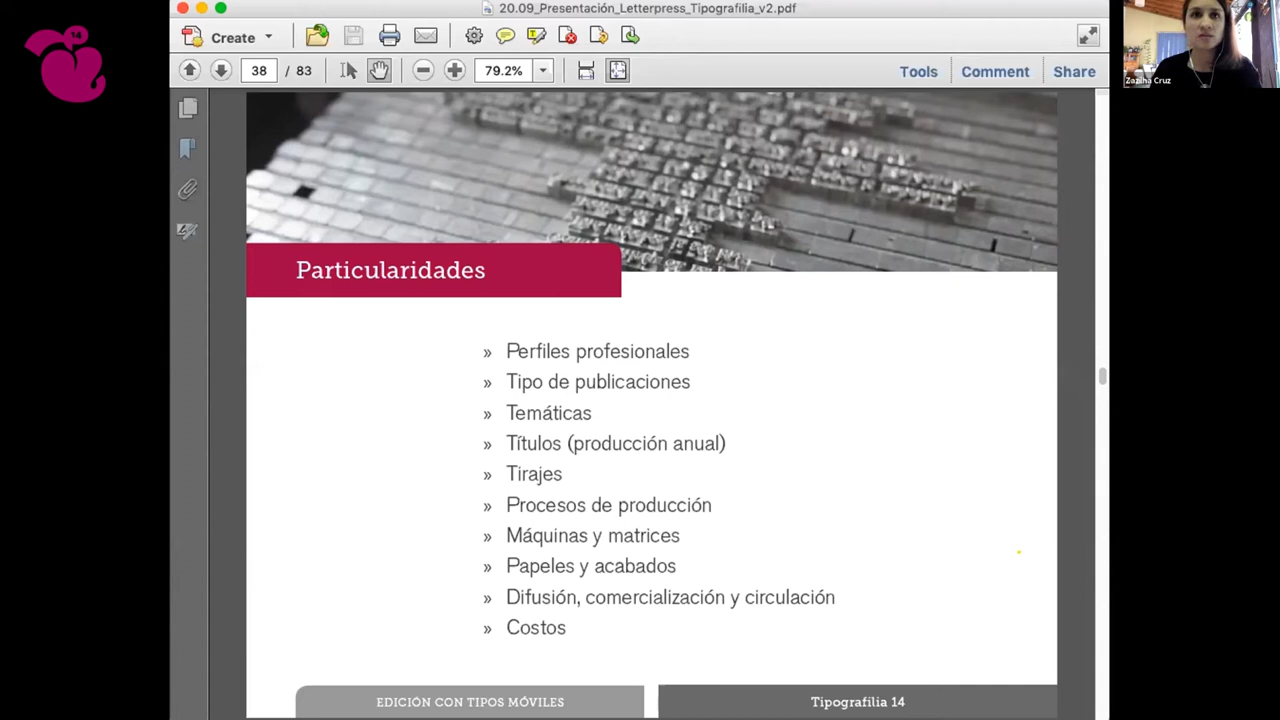 20.09_Presentación_Letterpress_Tipografilia_v2.pdf
Create
38 / 83
79.2%
Tools
Comment
Share
Zazilha Cruz
14
Particularidades
» Perfiles profesionales
» Tipo de publicaciones
» Temáticas
» Títulos (producción anual)
» Tirajes
» Procesos de producción
» Máquinas y matrices
» Papeles y acabados
» Difusión, comercialización y circulación
» Costos
EDICIÓN CON TIPOS MÓVILES
Tipografilia 14